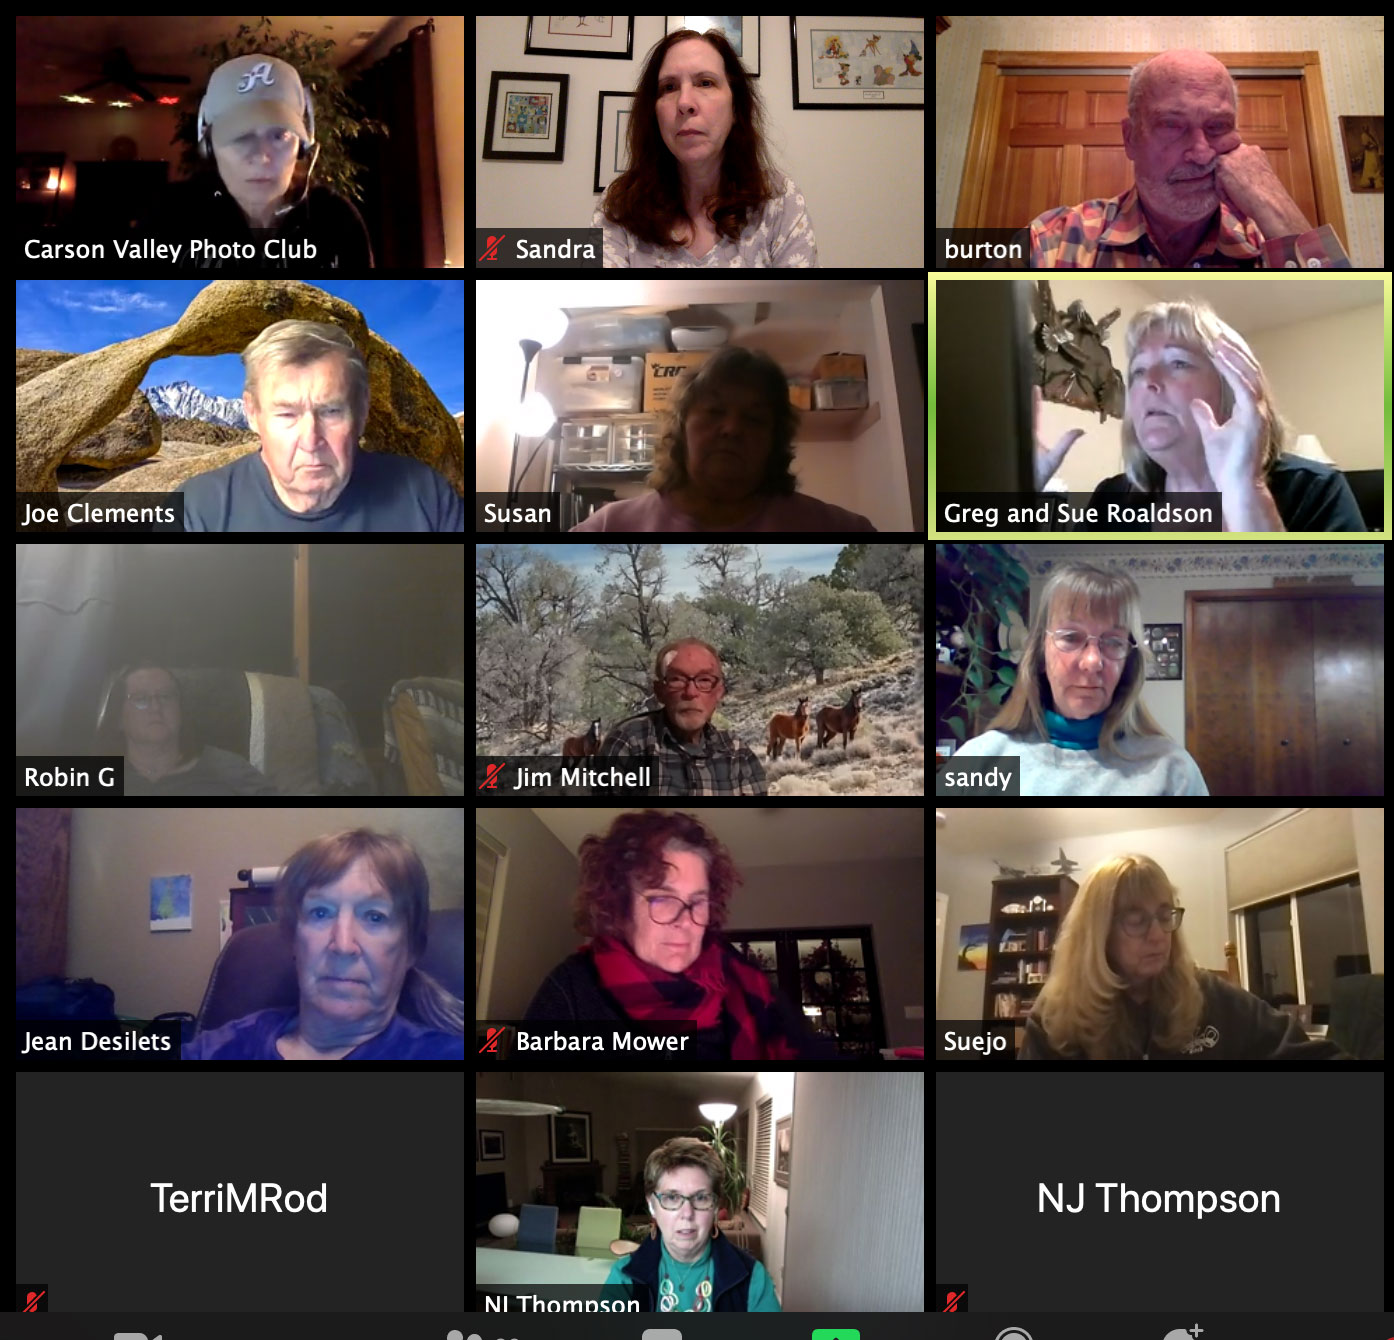 A
Carson Valley Photo Club
Sandra
burton
Joe Clements
CRC
Susan
Greg and Sue Roaldson
Robin G
Jim Mitchell
sandy
Jean Desilets
Barbara Mower
Suejo
TerriMRod
NJ Thompson
NJ Thompson